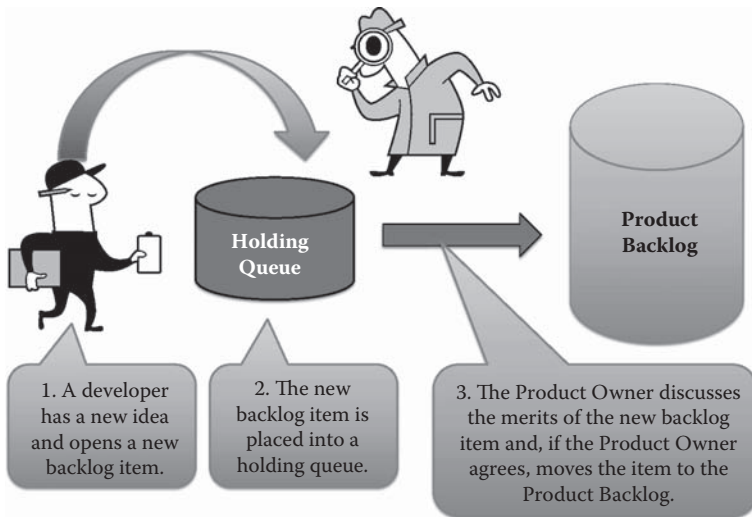 Holding
Queue
Product
Backlog
1. A developer
has a new idea
and opens a new
backlog item.
2. The new
backlog item is
placed into a
holding queue.
3. The Product Owner discusses
the merits of the new backlog
item and, if the Product Owner
agrees, moves the item to the
Product Backlog.